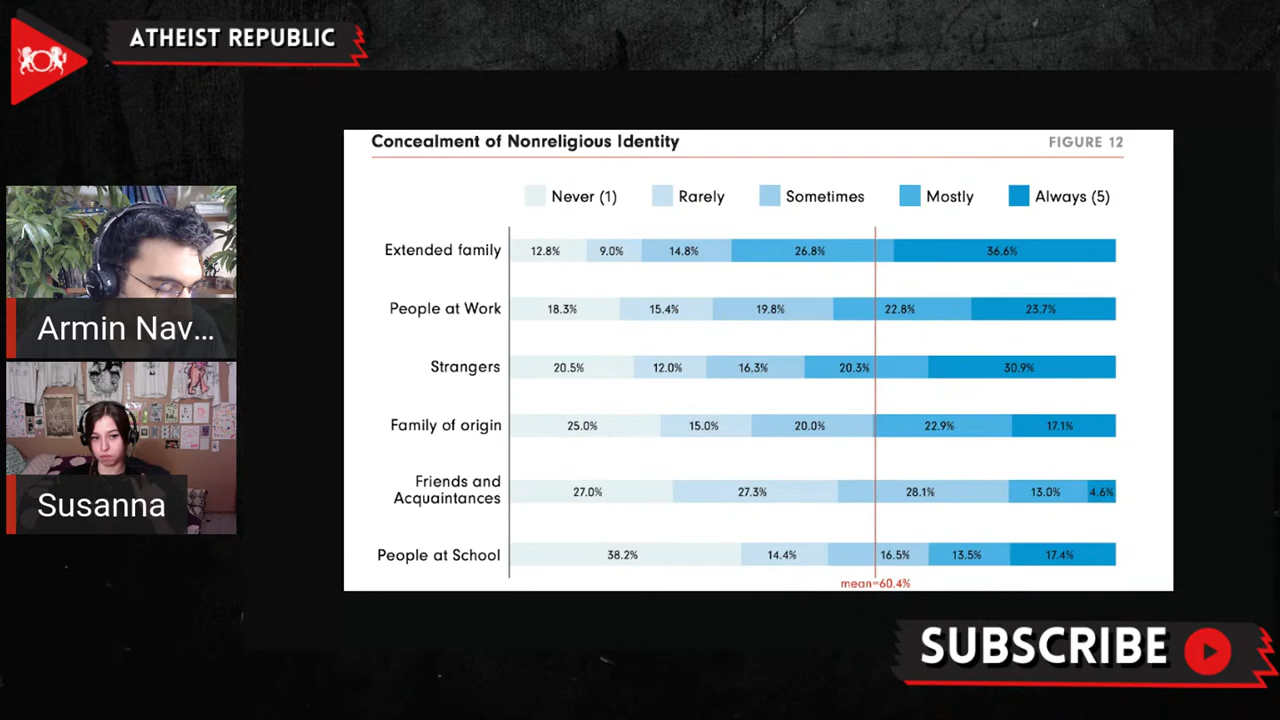 ATHEIST REPUBLIC
Concealment of Nonreligious Identity
FIGURE 12
Never (1) Rarely Sometimes Mostly Always (5)
Extended family 12.8% 9.0% 14.8% 26.8% 36.6%
People at Work 18.3% 15.4% 19.8% 22.8% 23.7%
Strangers 20.5% 12.0% 16.3% 20.3% 30.9%
Family of origin 25.0% 15.0% 20.0% 22.9% 17.1%
Friends and
Acquaintances 27.0% 27.3% 28.1% 13.0% 4.6%
People at School 38.2% 14.4% 16.5% 13.5% 17.4%
mean=60.4%
Armin Nav...
Susanna
SUBSCRIBE